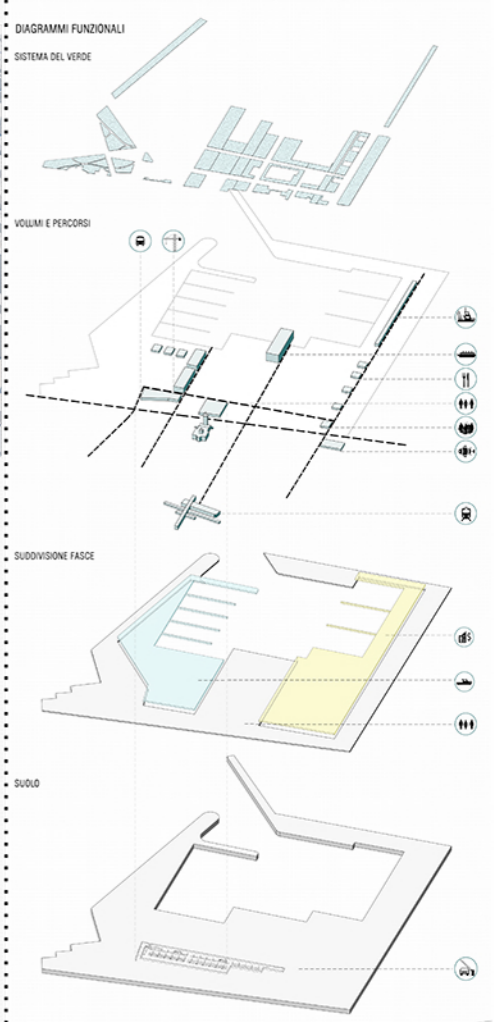 DIAGRAMMI FUNZIONALI
SISTEMA DEL VERDE
VOLUMI E PERCORSI
SUDDIVISIONE FASCE
SUOLO